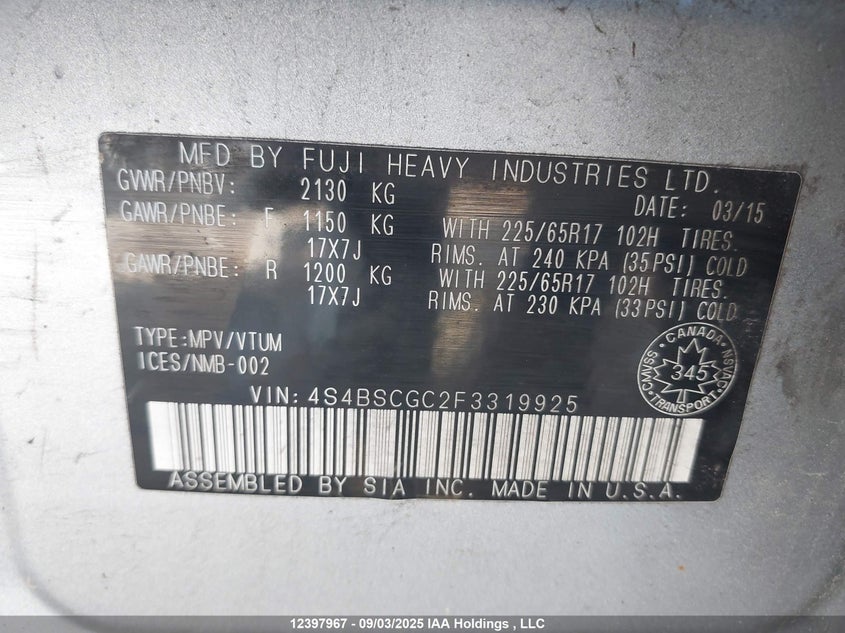 MFD BY FUJI HEAVY INDUSTRIES LTD.
GVWR/PNBV: 2130 KG DATE: 03/15
GAWR/PNBE: F 1150 KG WITH 225/65R17 102H TIRES.
17X7J RIMS. AT 240 KPA (35PSI) COLD
GAWR/PNBE: R 1200 KG WITH 225/65R17 102H TIRES.
17X7J RIMS. AT 230 KPA (33PSI) COLD
TYPE:MPV/VTUM
ICES/NMB-002
CANADA
NSVAC
345
CMVSS
TRANSPORT
VIN: 4S4BSCGC2F3319925
ASSEMBLED BY SIA INC. MADE IN U.S.A.
12397967 - 09/03/2025 IAA Holdings , LLC